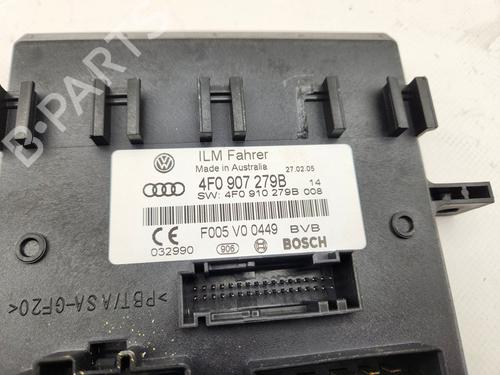 B-PARTS
ILM Fahrer
Made in Australia
27.02.05
4F0 907 279B 14
SW: 4F0 910 279B 008
F005 V0 0449 BVB
032990
906
BOSCH
>PBT/ASA-GF20<